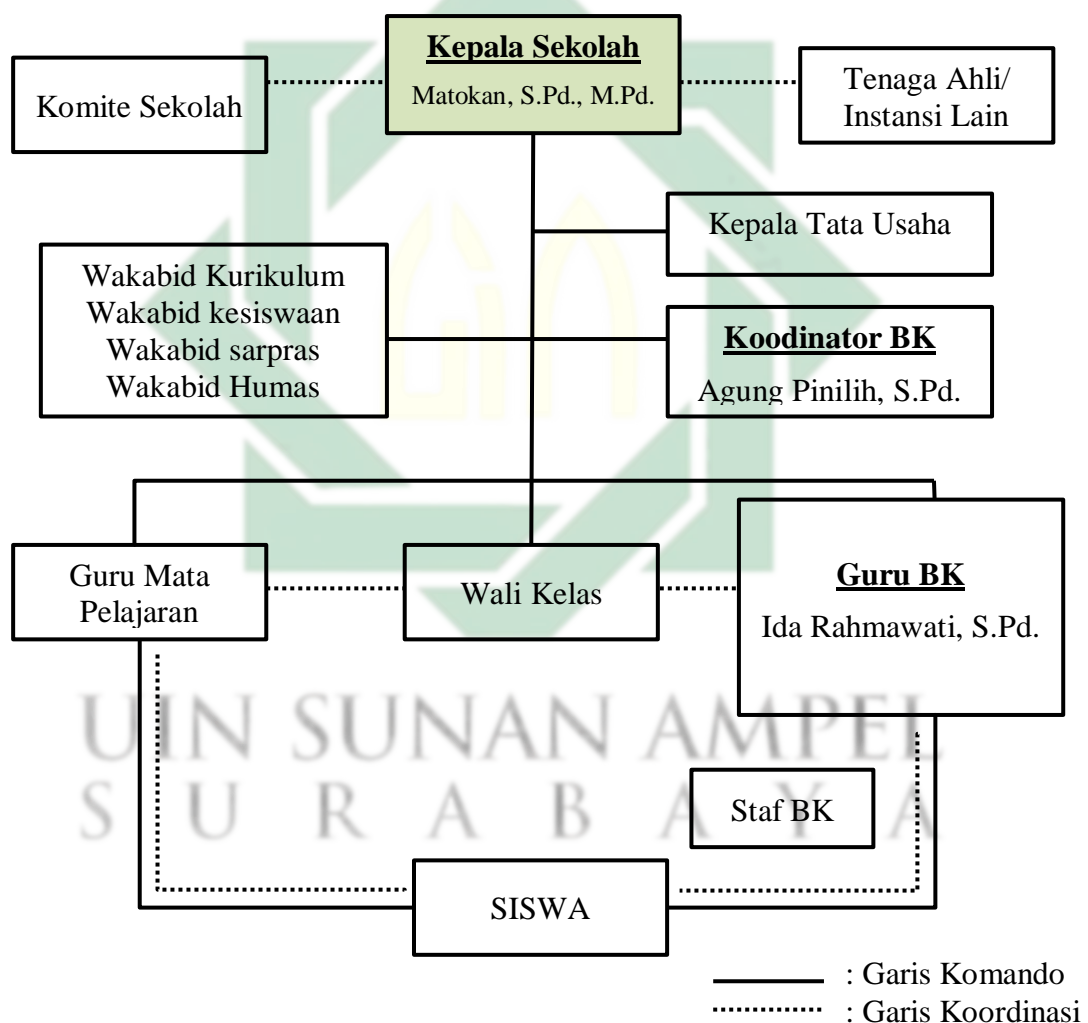 Kepala Sekolah
Matokan, S.Pd., M.Pd.
Komite Sekolah
Tenaga Ahli/
Instansi Lain
Kepala Tata Usaha
Wakabid Kurikulum
Wakabid kesiswaan
Wakabid sarpras
Wakabid Humas
Koodinator BK
Agung Pinilih, S.Pd.
Guru Mata
Pelajaran
Wali Kelas
Guru BK
Ida Rahmawati, S.Pd.
UIN SUNAN AMPEL
SURABAYA
Staf BK
SISWA
: Garis Komando
: Garis Koordinasi